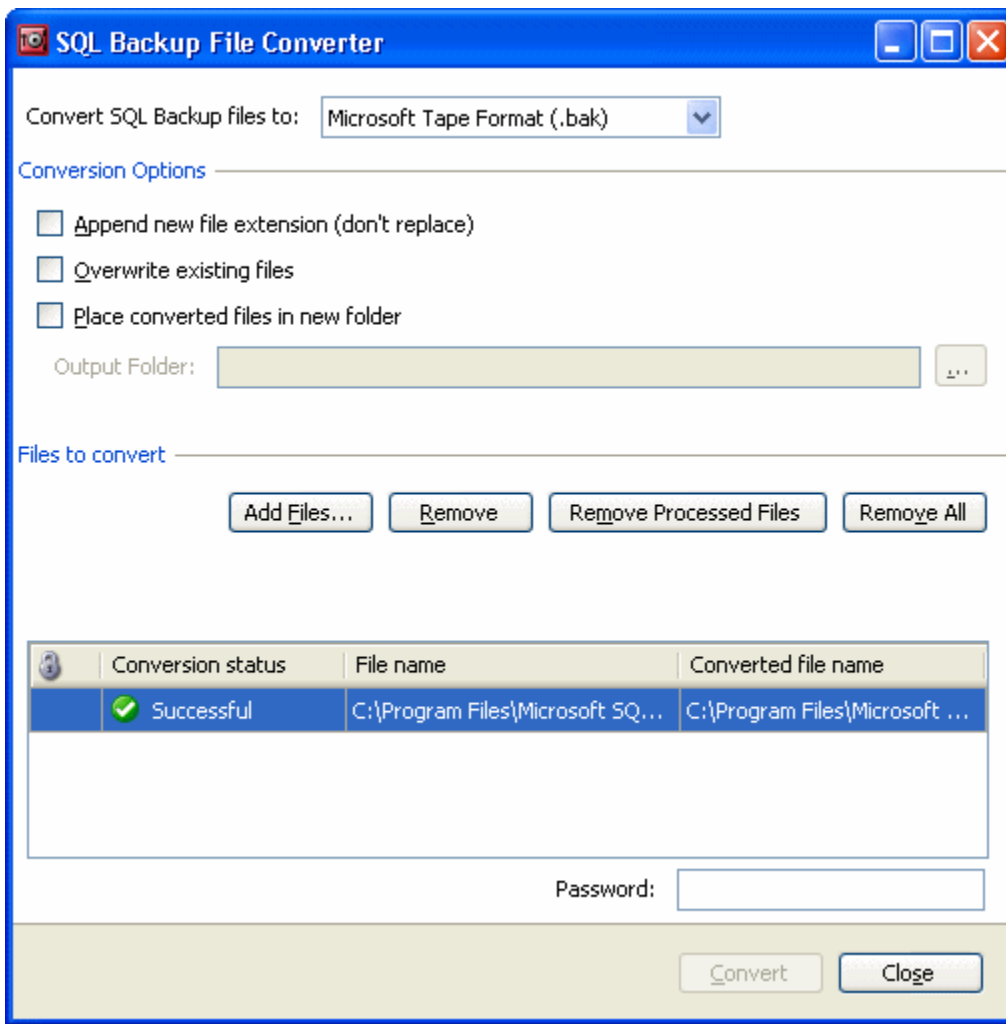 SQL Backup File Converter
Convert SQL Backup files to: Microsoft Tape Format (.bak)
Conversion Options
Append new file extension (don't replace)
Overwrite existing files
Place converted files in new folder
Output Folder: ...
Files to convert
Add Files... Remove Remove Processed Files Remove All
Conversion status File name Converted file name
Successful C:\Program Files\Microsoft SQ... C:\Program Files\Microsoft ...
Password:
Convert Close